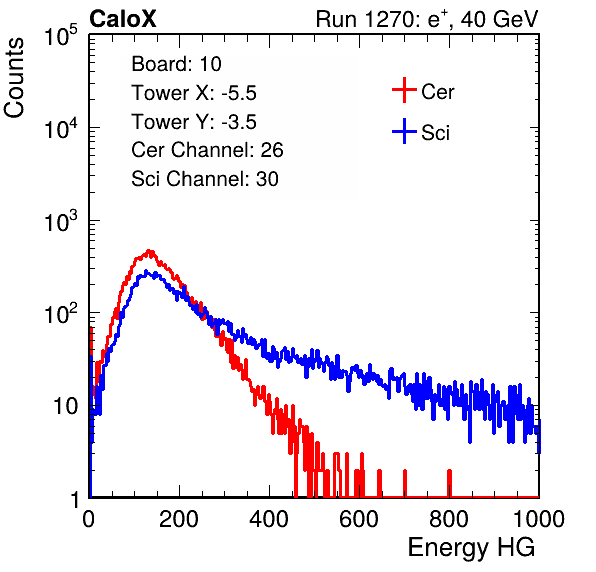 CaloX Run 1270: e+, 40 GeV
Counts
10^5
10^4
10^3
10^2
10
1
Board: 10
Tower X: -5.5
Tower Y: -3.5
Cer Channel: 26
Sci Channel: 30
Cer
Sci
0 200 400 600 800 1000
Energy HG